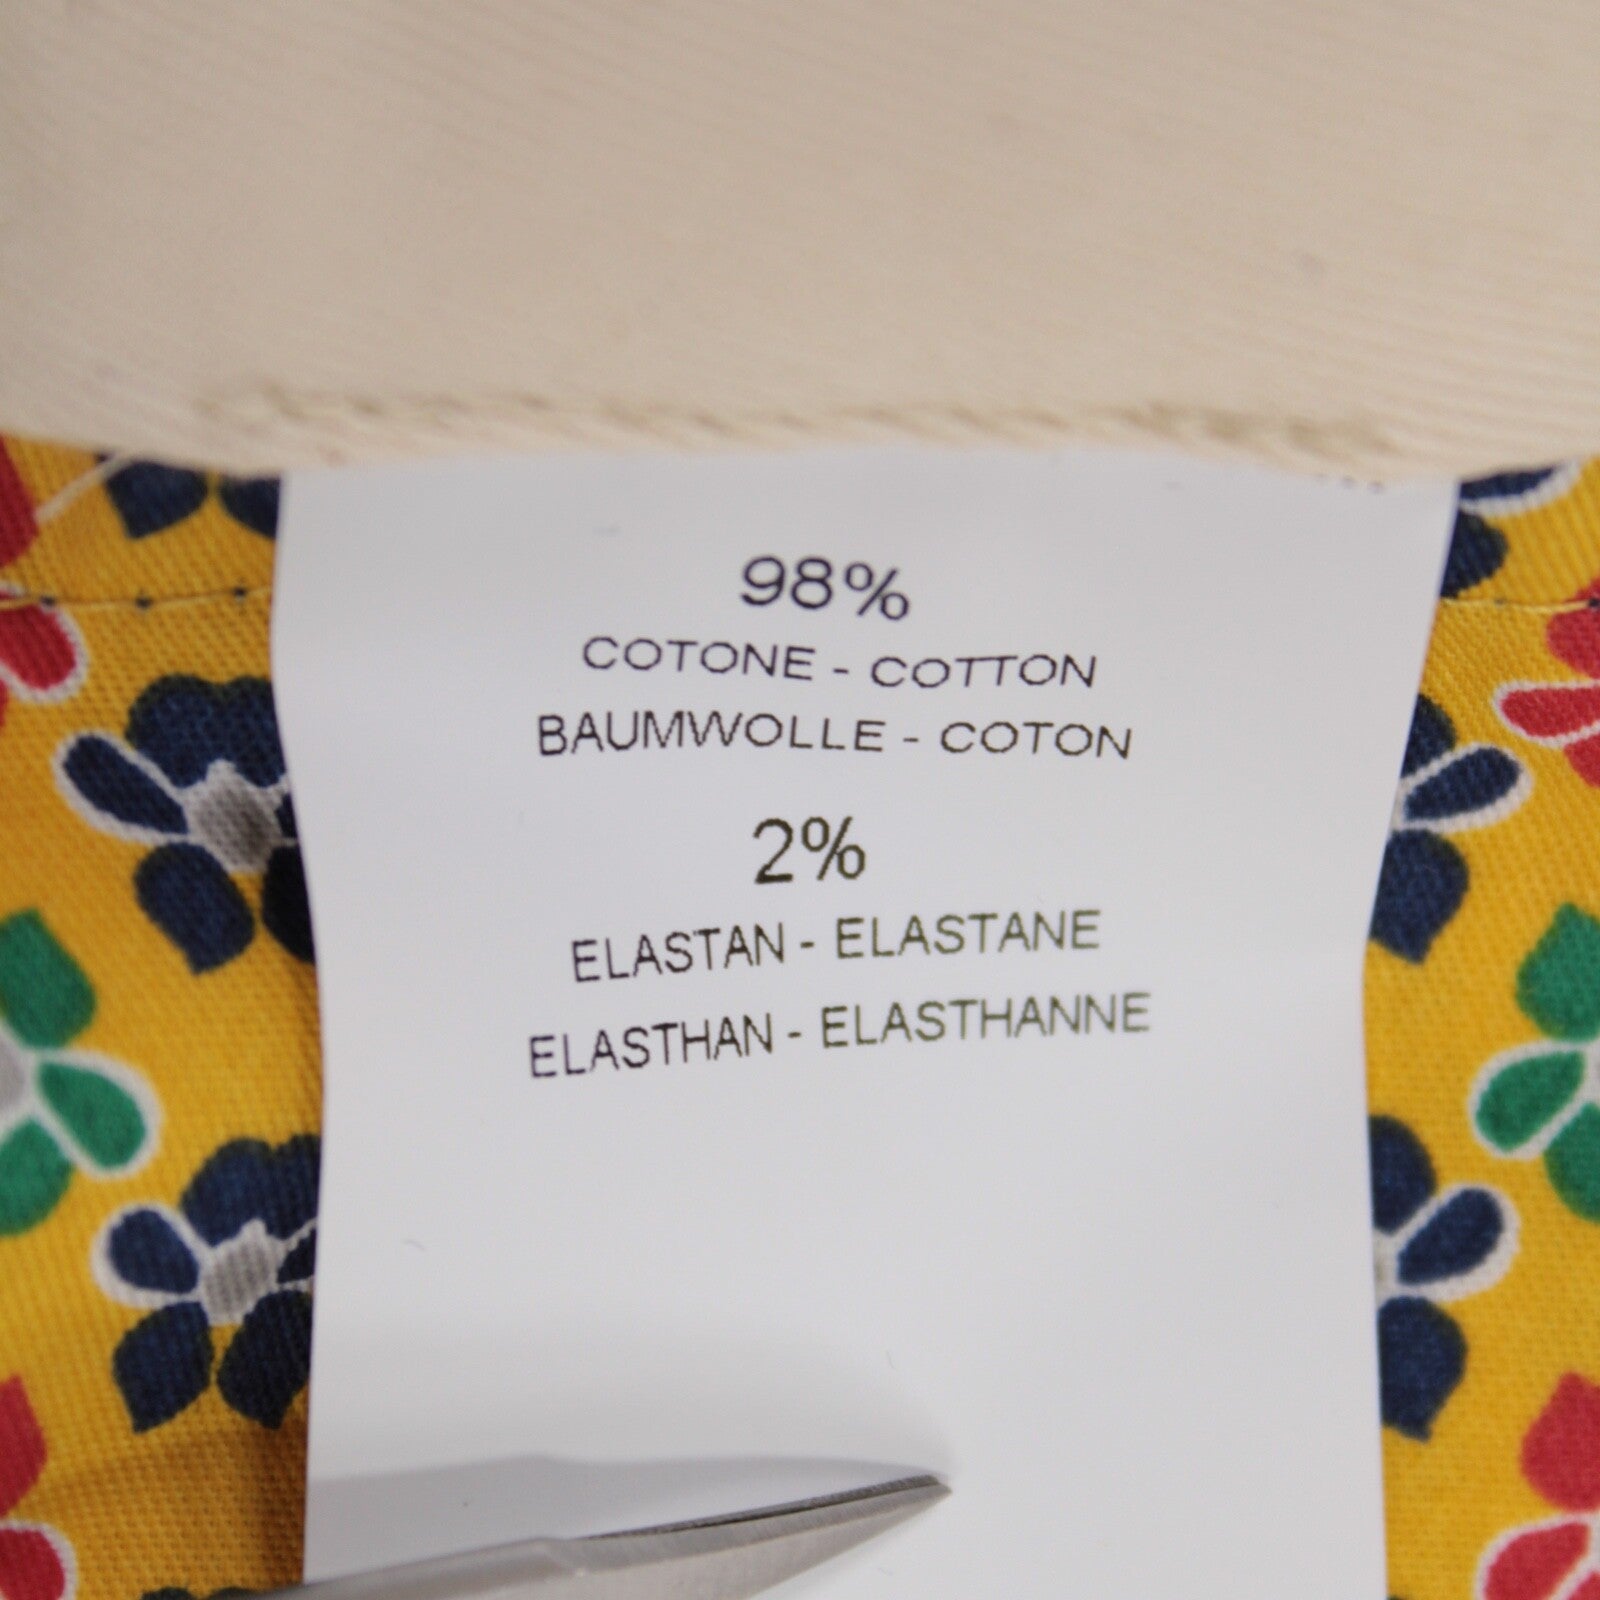 98%
COTONE - COTTON
BAUMWOLLE - COTON
2%
ELASTAN - ELASTANE
ELASTHAN - ELASTHANNE